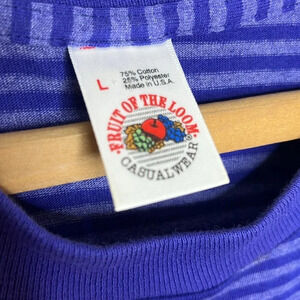 L
75% Cotton
25% Polyester
Made in U.S.A.
FRUIT OF THE LOOM.
CASUALWEAR